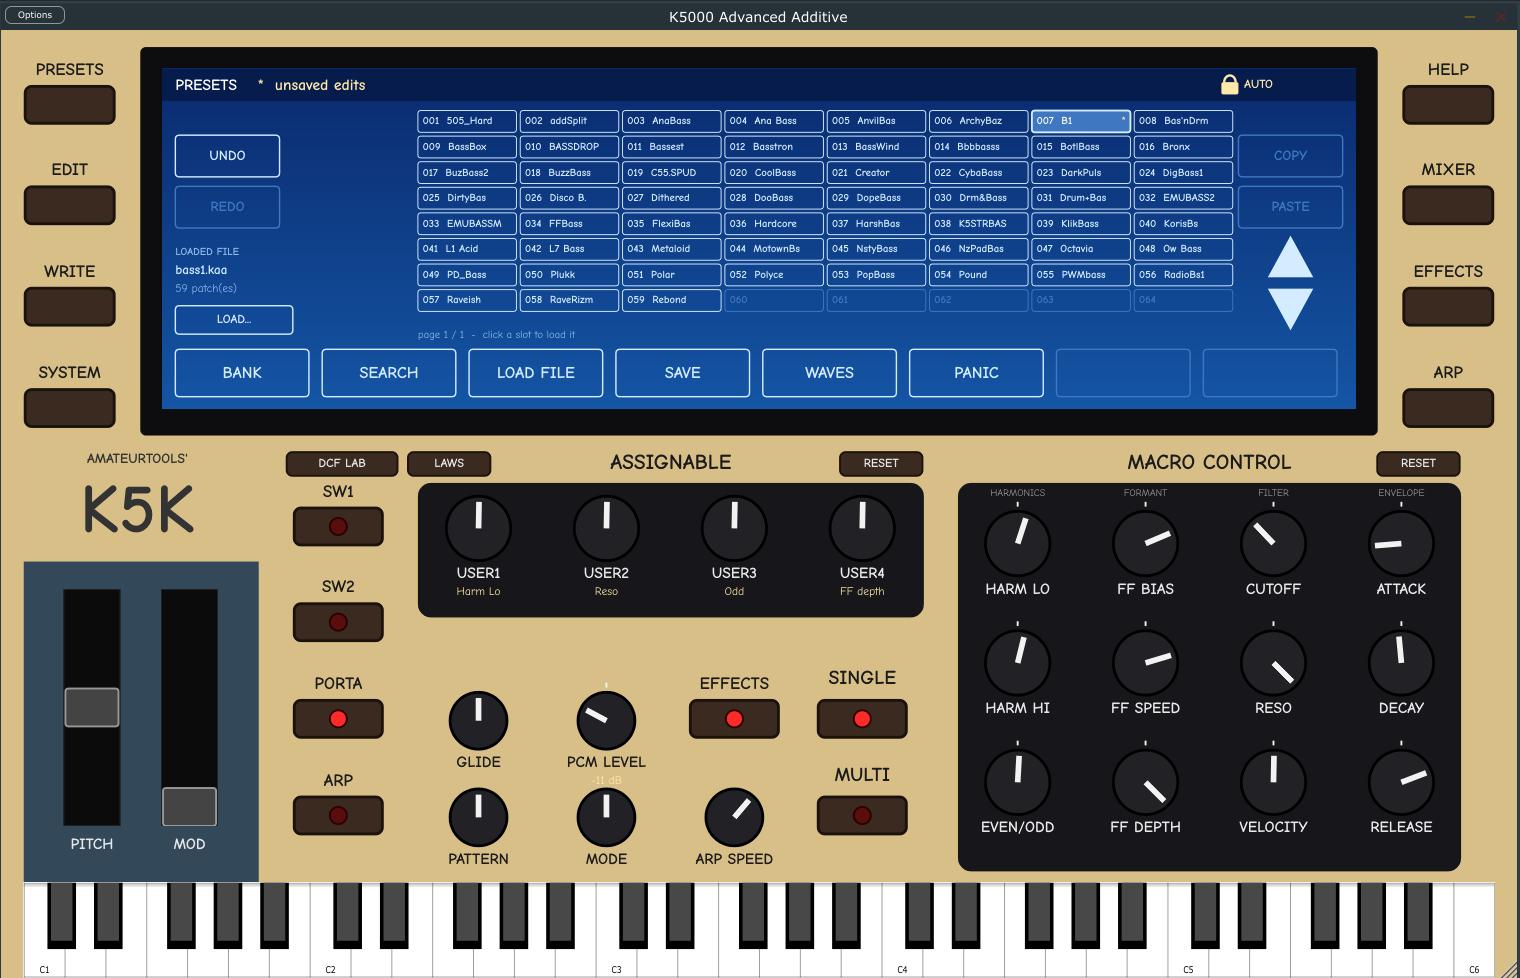 Options
K5000 Advanced Additive
PRESETS
EDIT
WRITE
SYSTEM
PRESETS * unsaved edits
AUTO
UNDO
REDO
LOADED FILE
bass1.kaa
59 patch(es)
LOAD...
001 505_Hard 002 addSplit 003 AnaBass 004 Ana Bass 005 AnvilBas 006 ArchyBaz 007 B1 * 008 Bas'nDrm
009 BassBox 010 BASSDROP 011 Bassest 012 Basstron 013 BassWind 014 Bbbbasss 015 BotlBass 016 Bronx
017 BuzBass2 018 BuzzBass 019 C55.SPUD 020 CoolBass 021 Creator 022 CybaBass 023 DarkPuls 024 DigBass1
025 DirtyBas 026 Disco B. 027 Dithered 028 DooBass 029 DopeBass 030 Drm&Bass 031 Drum+Bas 032 EMUBASS2
033 EMUBASSM 034 FFBass 035 FlexiBas 036 Hardcore 037 HarshBas 038 K5STRBAS 039 KlikBass 040 KorisBs
041 L1 Acid 042 L7 Bass 043 Metaloid 044 MotownBs 045 NstyBass 046 NzPadBas 047 Octavia 048 Ow Bass
049 PD_Bass 050 Plukk 051 Polar 052 Polyce 053 PopBass 054 Pound 055 PWMbass 056 RadioBs1
057 Raveish 058 RaveRizm 059 Rebond 060 061 062 063 064
page 1 / 1 - click a slot to load it
COPY
PASTE
BANK SEARCH LOAD FILE SAVE WAVES PANIC
HELP
MIXER
EFFECTS
ARP
AMATEURTOOLS'
K5K
PITCH MOD
DCF LAB
LAWS
SW1
SW2
PORTA
ARP
ASSIGNABLE
RESET
USER1 USER2 USER3 USER4
Harm Lo Reso Odd FF depth
GLIDE PCM LEVEL
-11 dB
EFFECTS
SINGLE
PATTERN MODE ARP SPEED
MULTI
MACRO CONTROL
RESET
HARMONICS FORMANT FILTER ENVELOPE
HARM LO FF BIAS CUTOFF ATTACK
HARM HI FF SPEED RESO DECAY
EVEN/ODD FF DEPTH VELOCITY RELEASE
C1 C2 C3 C4 C5 C6